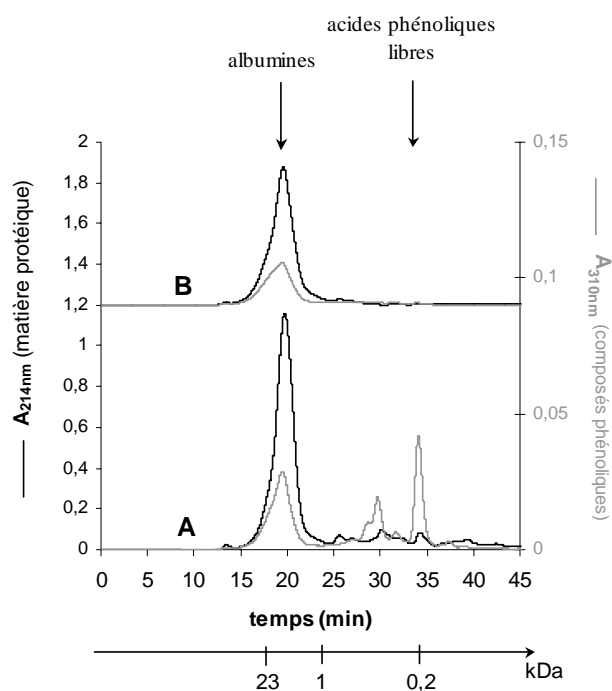 acides phénoliques
libres
albumines
2
1,8
1,6
1,4
1,2
1
0,8
0,6
0,4
0,2
0
A214nm (matière protéique)
0,15
0,1
0,05
0
A310nm (composés phénoliques)
B
A
0 5 10 15 20 25 30 35 40 45
temps (min)
23 1 0,2 kDa